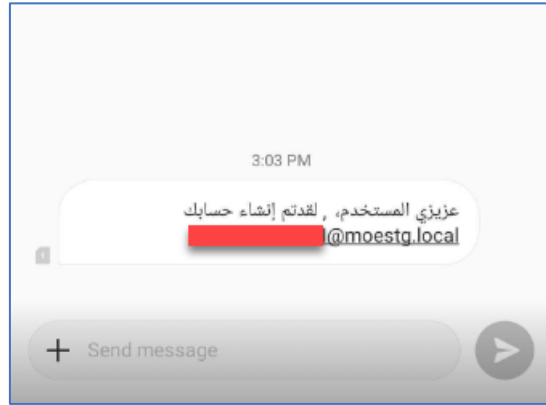 3:03 PM
عزيزي المستخدم، , لقدتم إنشاء حسابك
@moestg.local
Send message